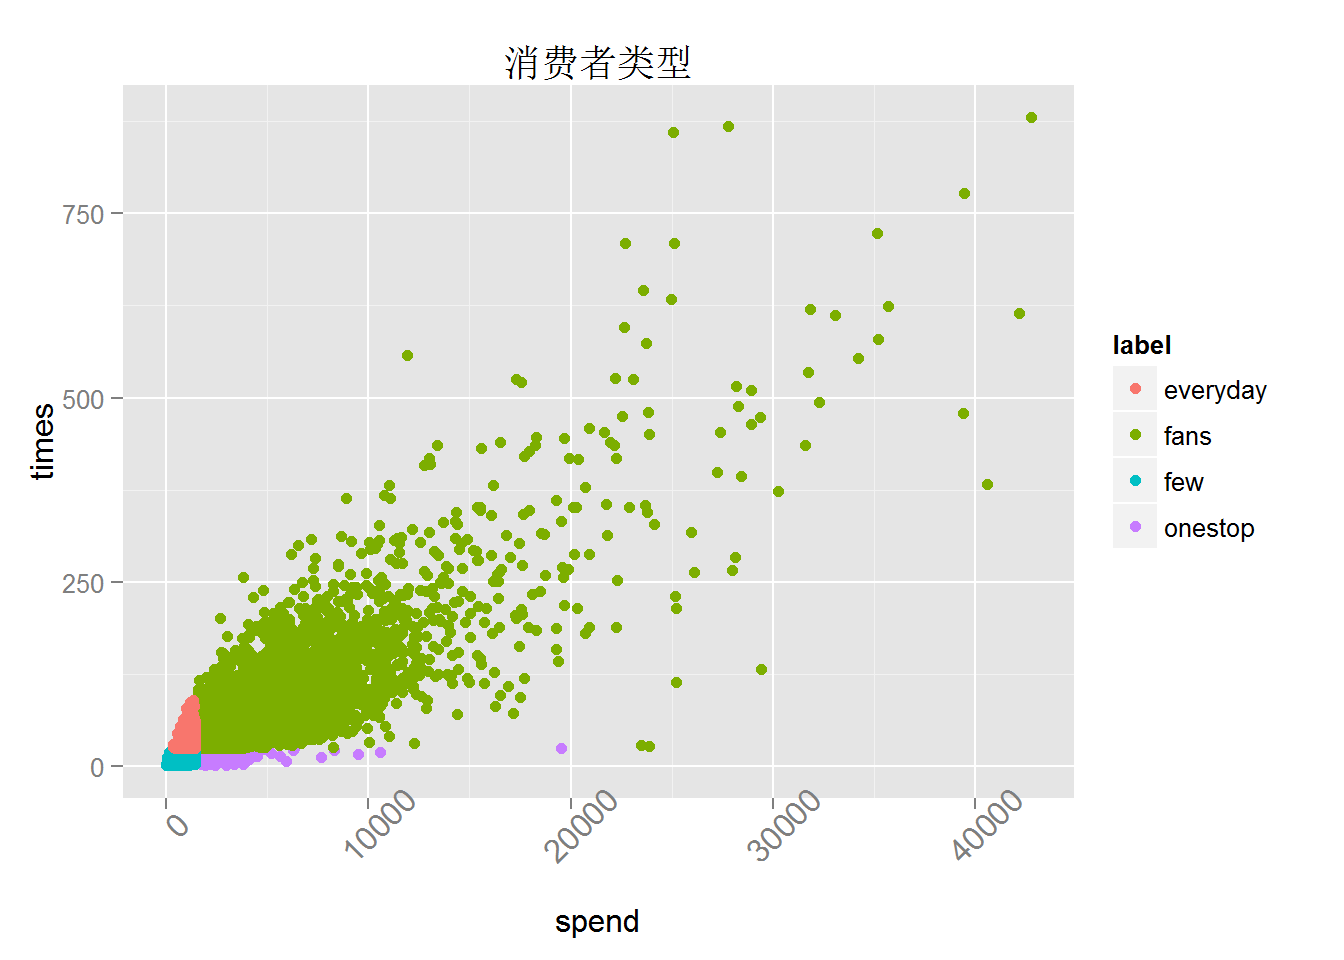 消费者类型
750
500
250
0
times
0
10000
20000
30000
40000
spend
label
everyday
fans
few
onestop